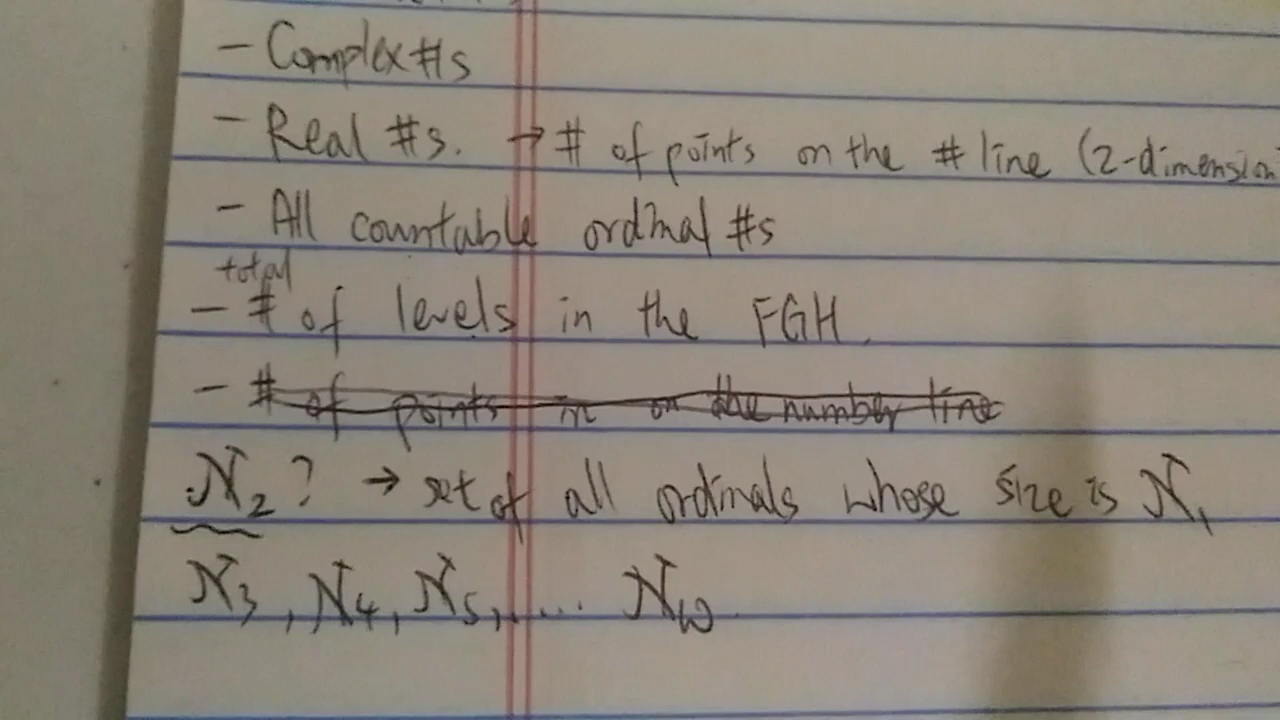 - Complex #s
- Real #s. → # of points on the # line (2-dimension
- All countable ordinal #s
total
- # of levels in the FGH.
- # of points in on the number line
ℵ₂? → set of all ordinals whose size is ℵ₁
ℵ₃, ℵ₄, ℵ₅, ... ℵω